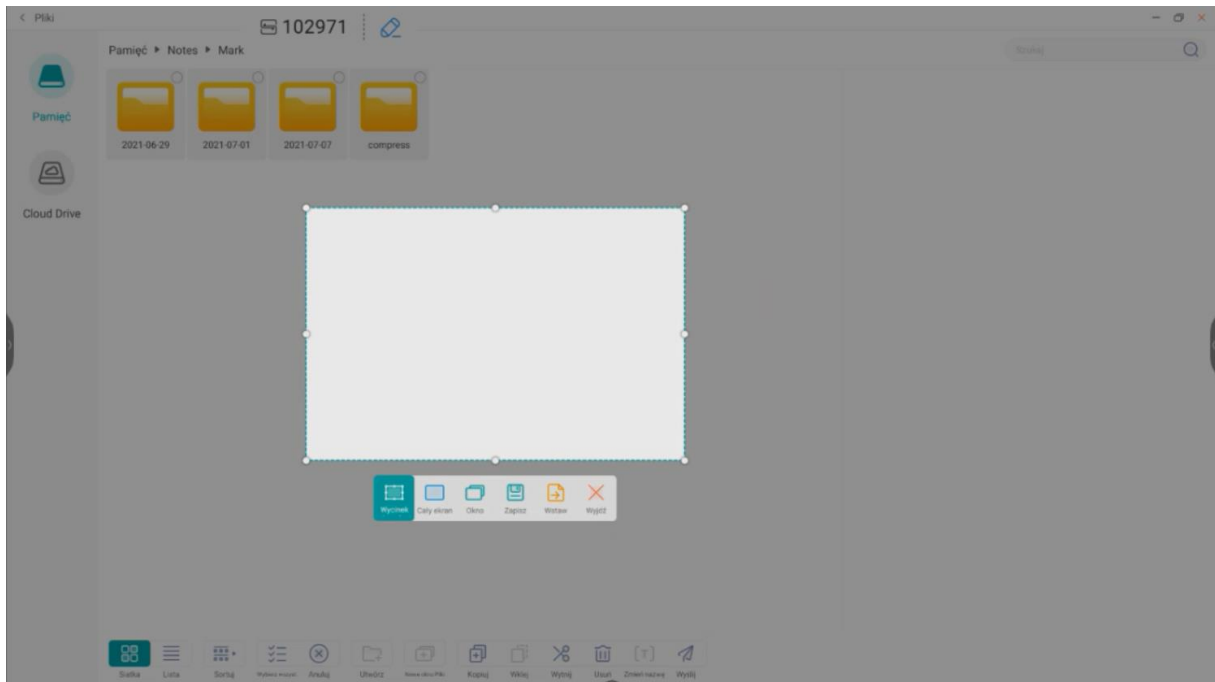 Pliki
102971
Pamięć ▸ Notes ▸ Mark
Szukaj
Pamięć
Cloud Drive
2021-06-29 2021-07-01 2021-07-07 compress
Wycinek Cały ekran Okno Zapisz Wstaw Wyjdź
Siatka Lista Sortuj Anuluj Utwórz Kopiuj Wklej Wytnij Usuń Zmień nazwę Wyślij